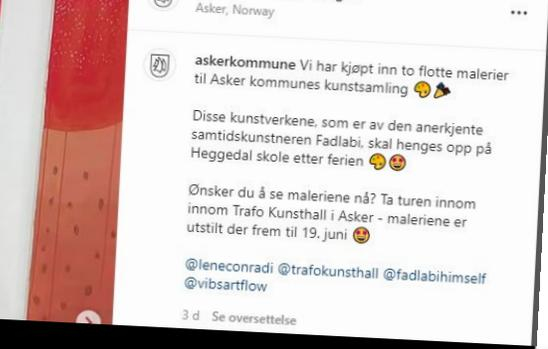 Asker, Norway
askerkommune Vi har kjøpt inn to flotte malerier
til Asker kommunes kunstsamling 🎨🎉
Disse kunstverkene, som er av den anerkjente
samtidskunstneren Fadlabi, skal henges opp på
Heggedal skole etter ferien 🎨🤩
Ønsker du å se maleriene nå? Ta turen innom
innom Trafo Kunsthall i Asker - maleriene er
utstilt der frem til 19. juni 🤩
@leneconradi @trafokunsthall @fadlabihimself
@vibsartflow
3 d Se oversettelse